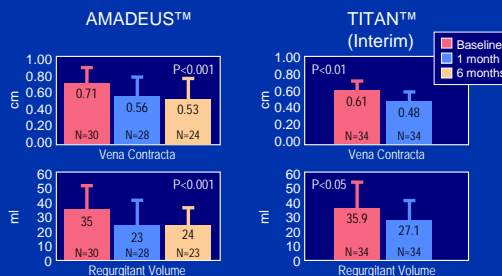 AMADEUS™
TITAN™
(Interim)
Baseline
1 month
6 months
cm
1.00
0.80
0.60
0.40
0.20
0.00
P<0.001
0.71
0.56
0.53
N=30
N=28
N=24
Vena Contracta
cm
1.00
0.80
0.60
0.40
0.20
0.00
P<0.01
0.61
0.48
N=34
N=34
Vena Contracta
ml
60
50
40
30
20
10
0
P<0.001
35
23
24
N=30
N=28
N=23
Regurgitant Volume
ml
60
50
40
30
20
10
0
P<0.05
35.9
27.1
N=34
N=34
Regurgitant Volume